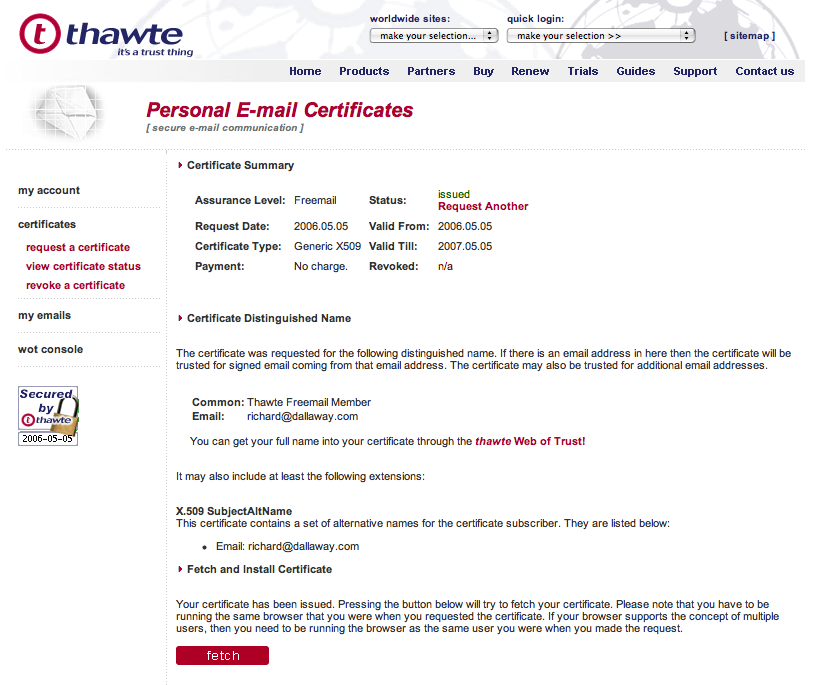 thawte
it's a trust thing
worldwide sites:
make your selection...
quick login:
make your selection >>
[ sitemap ]
Home Products Partners Buy Renew Trials Guides Support Contact us
Personal E-mail Certificates
[ secure e-mail communication ]
my account
certificates
request a certificate
view certificate status
revoke a certificate
my emails
wot console
Secured
by
thawte
2006-05-05
Certificate Summary
Assurance Level: Freemail Status: issued
Request Another
Request Date: 2006.05.05 Valid From: 2006.05.05
Certificate Type: Generic X509 Valid Till: 2007.05.05
Payment: No charge. Revoked: n/a
Certificate Distinguished Name
The certificate was requested for the following distinguished name. If there is an email address in here then the certificate will be
trusted for signed email coming from that email address. The certificate may also be trusted for additional email addresses.
Common: Thawte Freemail Member
Email: richard@dallaway.com
You can get your full name into your certificate through the thawte Web of Trust!
It may also include at least the following extensions:
X.509 SubjectAltName
This certificate contains a set of alternative names for the certificate subscriber. They are listed below:
• Email: richard@dallaway.com
Fetch and Install Certificate
Your certificate has been issued. Pressing the button below will try to fetch your certificate. Please note that you have to be
running the same browser that you were when you requested the certificate. If your browser supports the concept of multiple
users, then you need to be running the browser as the same user you were when you made the request.
fetch